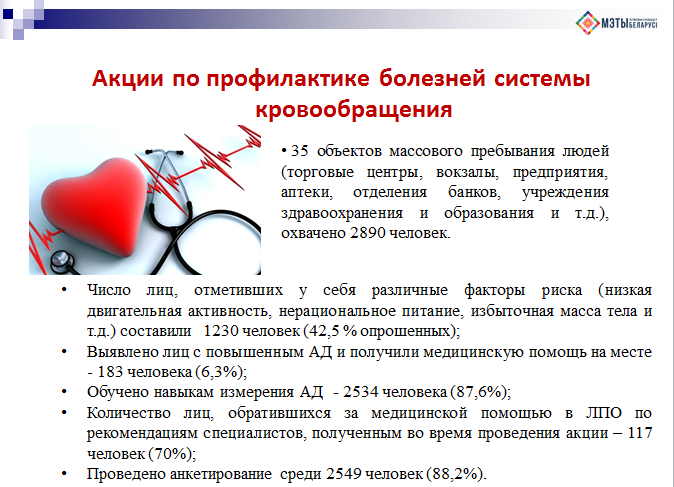 МЭТЫ
БЕЛАРУСІ
Акции по профилактике болезней системы
кровообращения
• 35 объектов массового пребывания людей
(торговые центры, вокзалы, предприятия,
аптеки, отделения банков, учреждения
здравоохранения и образования и т.д.),
охвачено 2890 человек.
• Число лиц, отметивших у себя различные факторы риска (низкая
двигательная активность, нерациональное питание, избыточная масса тела и
т.д.) составили 1230 человек (42,5 % опрошенных);
• Выявлено лиц с повышенным АД и получили медицинскую помощь на месте
- 183 человека (6,3%);
• Обучено навыкам измерения АД - 2534 человека (87,6%);
• Количество лиц, обратившихся за медицинской помощью в ЛПО по
рекомендациям специалистов, полученным во время проведения акции – 117
человек (70%);
• Проведено анкетирование среди 2549 человек (88,2%).